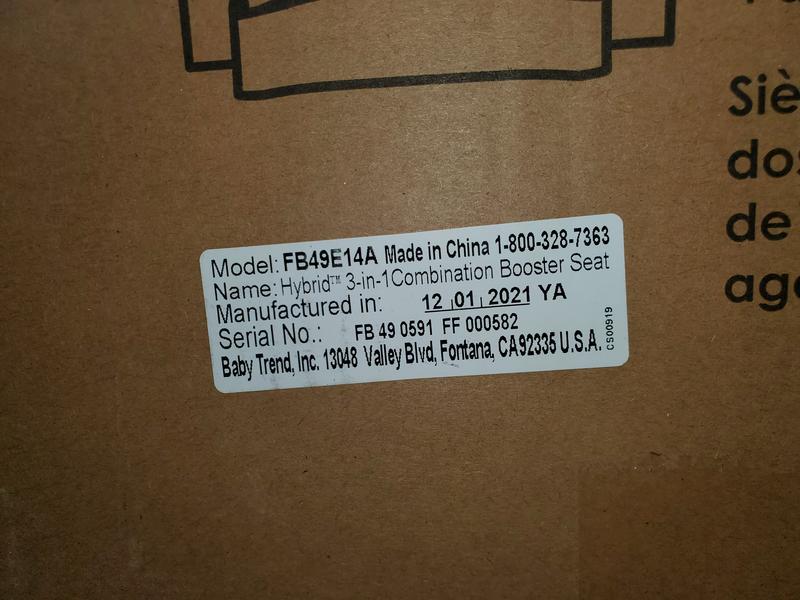 Model: FB49E14A Made in China 1-800-328-7363
Name: Hybrid™ 3-in-1 Combination Booster Seat
Manufactured in: 12 01 2021 YA
Serial No.: FB 49 0591 FF 000582
Baby Trend, Inc. 13048 Valley Blvd, Fontana, CA92335 U.S.A.
CS00919
Siè
dos
de
age